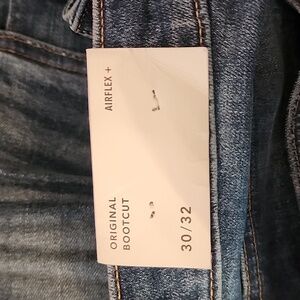 AIRFLEX +
ORIGINAL
BOOTCUT
30/32